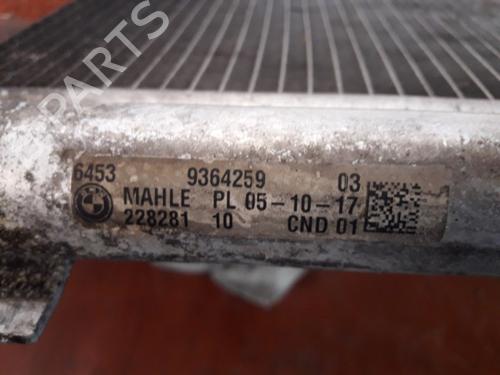 B PARTS
6453 9364259 03
MAHLE PL 05-10-17
228281 10 CND 01